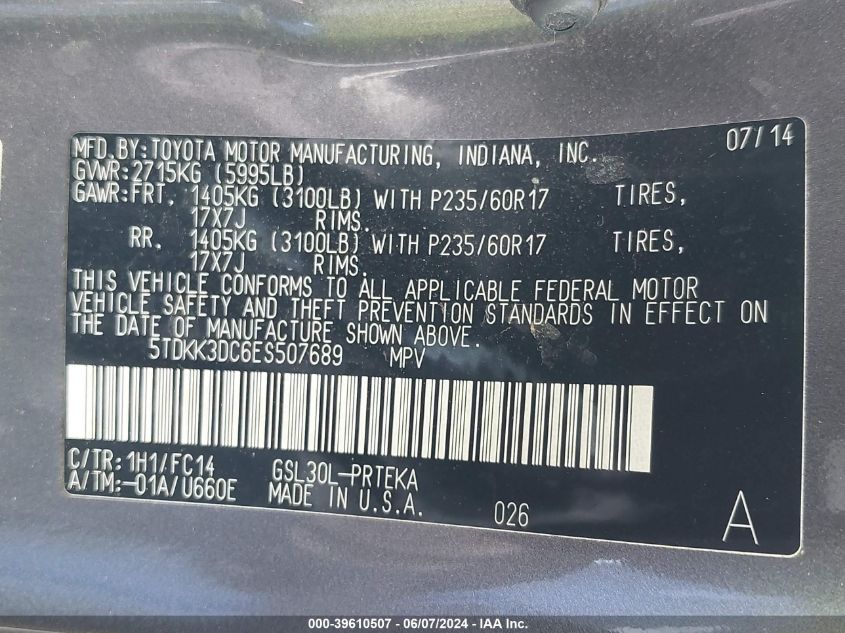 MFD.BY:TOYOTA MOTOR MANUFACTURING, INDIANA, INC. 07/14
GVWR:2715KG (5995LB)
GAWR:FRT. 1405KG (3100LB) WITH P235/60R17 TIRES,
17X7J RIMS.
RR. 1405KG (3100LB) WITH P235/60R17 TIRES,
17X7J RIMS.
THIS VEHICLE CONFORMS TO ALL APPLICABLE FEDERAL MOTOR
VEHICLE SAFETY AND THEFT PREVENTION STANDARDS IN EFFECT ON
THE DATE OF MANUFACTURE SHOWN ABOVE.
5TDKK3DC6ES507689 MPV
C/TR: 1H1/FC14 GSL30L-PRTEKA
A/TM:-01A/U660E MADE IN U.S.A. 026 A
000-39610507 - 06/07/2024 - IAA